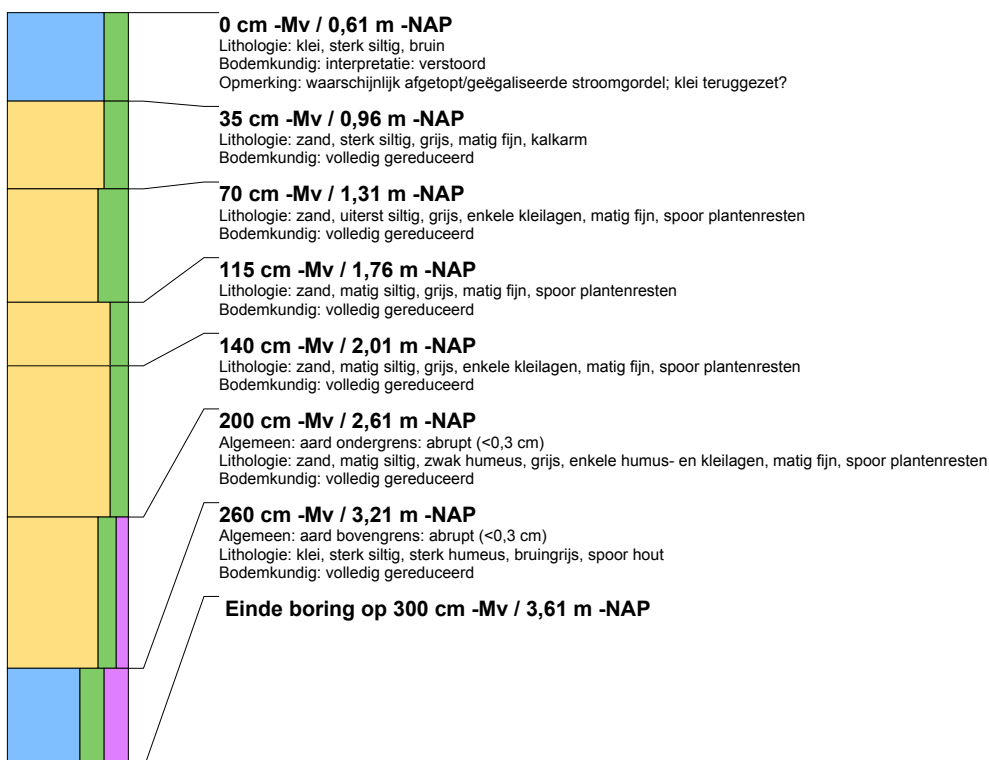 0 cm -Mv / 0,61 m -NAP
Lithologie: klei, sterk siltig, bruin
Bodemkundig: interpretatie: verstoord
Opmerking: waarschijnlijk afgetopt/geëgaliseerde stroomgordel; klei teruggezet?
35 cm -Mv / 0,96 m -NAP
Lithologie: zand, sterk siltig, grijs, matig fijn, kalkarm
Bodemkundig: volledig gereduceerd
70 cm -Mv / 1,31 m -NAP
Lithologie: zand, uiterst siltig, grijs, enkele kleilagen, matig fijn, spoor plantenresten
Bodemkundig: volledig gereduceerd
115 cm -Mv / 1,76 m -NAP
Lithologie: zand, matig siltig, grijs, matig fijn, spoor plantenresten
Bodemkundig: volledig gereduceerd
140 cm -Mv / 2,01 m -NAP
Lithologie: zand, matig siltig, grijs, enkele kleilagen, matig fijn, spoor plantenresten
Bodemkundig: volledig gereduceerd
200 cm -Mv / 2,61 m -NAP
Algemeen: aard ondergrens: abrupt (<0,3 cm)
Lithologie: zand, matig siltig, zwak humeus, grijs, enkele humus- en kleilagen, matig fijn, spoor plantenresten
Bodemkundig: volledig gereduceerd
260 cm -Mv / 3,21 m -NAP
Algemeen: aard bovengrens: abrupt (<0,3 cm)
Lithologie: klei, sterk siltig, sterk humeus, bruingrijs, spoor hout
Bodemkundig: volledig gereduceerd
Einde boring op 300 cm -Mv / 3,61 m -NAP